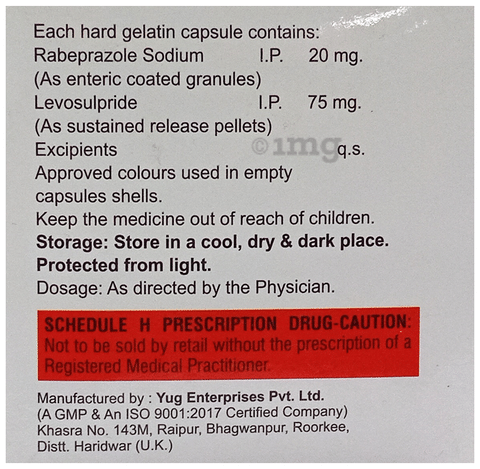 Each hard gelatin capsule contains:
Rabeprazole Sodium I.P. 20 mg.
(As enteric coated granules)
Levosulpride I.P. 75 mg.
(As sustained release pellets)
Excipients q.s.
©1mg
Approved colours used in empty
capsules shells.
Keep the medicine out of reach of children.
Storage: Store in a cool, dry & dark place.
Protected from light.
Dosage: As directed by the Physician.
SCHEDULE H PRESCRIPTION DRUG-CAUTION:
Not to be sold by retail without the prescription of a
Registered Medical Practitioner.
Manufactured by : Yug Enterprises Pvt. Ltd.
(A GMP & An ISO 9001:2017 Certified Company)
Khasra No. 143M, Raipur, Bhagwanpur, Roorkee,
Distt. Haridwar (U.K.)